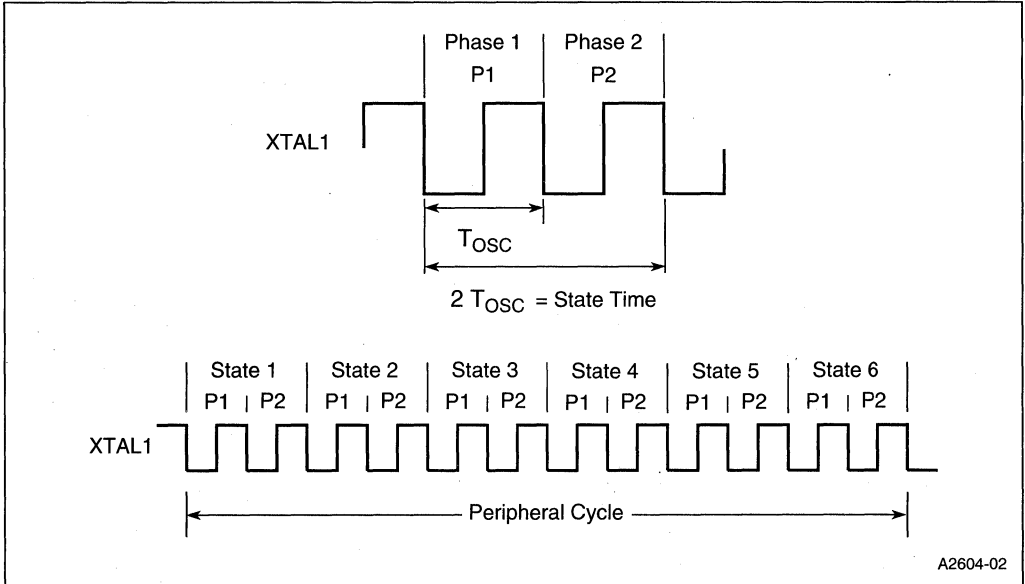 Phase 1 Phase 2
P1 P2
XTAL1
TOSC
2 TOSC = State Time
State 1 State 2 State 3 State 4 State 5 State 6
P1 P2 P1 P2 P1 P2 P1 P2 P1 P2 P1 P2
XTAL1
Peripheral Cycle
A2604-02